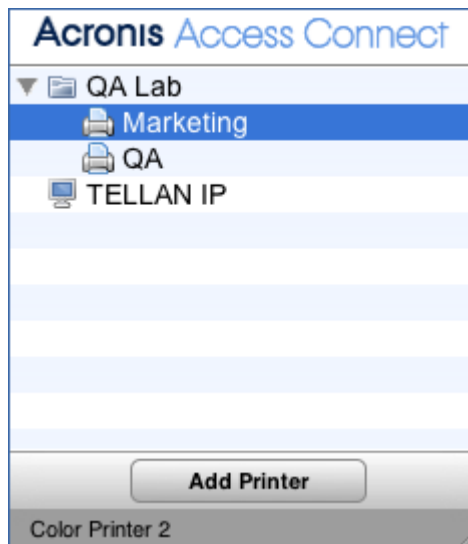 Acronis Access Connect
QA Lab
Marketing
QA
TELLAN IP
Add Printer
Color Printer 2